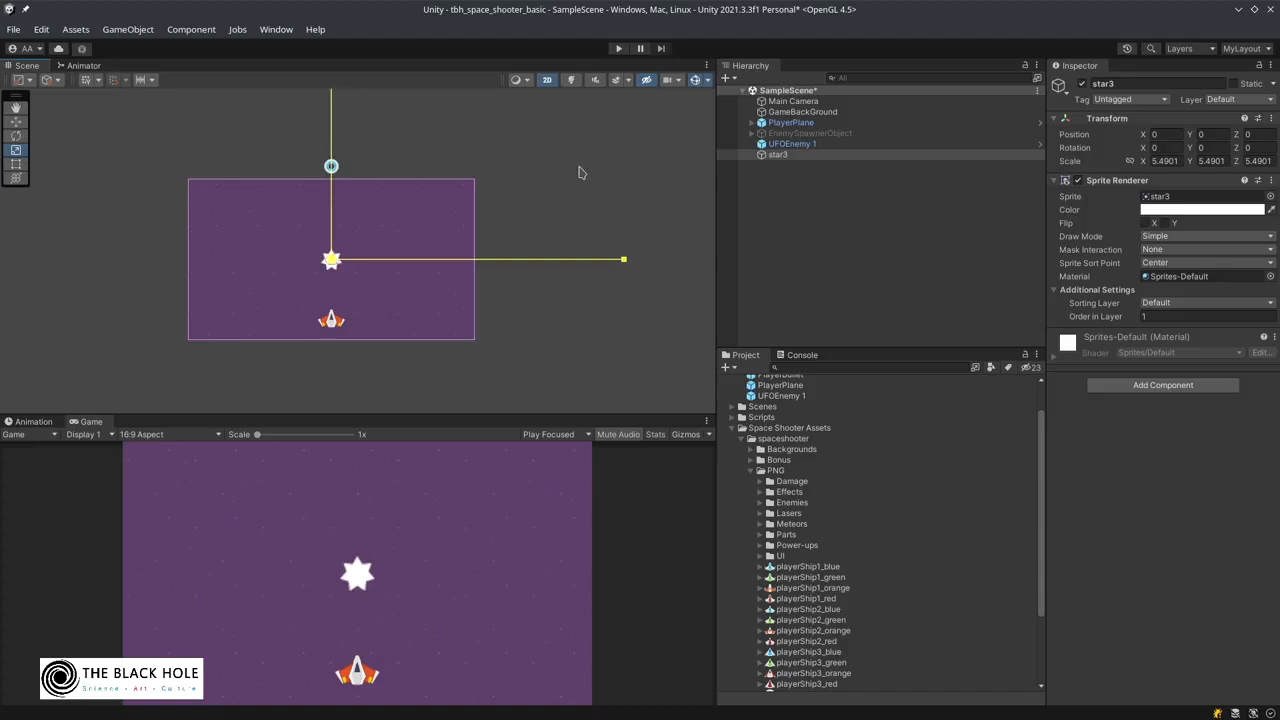 Unity - tbh_space_shooter_basic - SampleScene - Windows, Mac, Linux - Unity 2021.3.3f1 Personal* <OpenGL 4.5>
File Edit Assets GameObject Component Jobs Window Help
AA Layers MyLayout
Scene Animator
2D
Hierarchy
All
SampleScene*
Main Camera
GameBackGround
PlayerPlane
EnemySpawnerObject
UFOEnemy 1
star3
Inspector
star3 Static
Tag Untagged Layer Default
Transform
Position X 0 Y 0 Z 0
Rotation X 0 Y 0 Z 0
Scale X 5.4901 Y 5.4901 Z 5.4901
Sprite Renderer
Sprite star3
Color
Flip X Y
Draw Mode Simple
Mask Interaction None
Sprite Sort Point Center
Material Sprites-Default
Additional Settings
Sorting Layer Default
Order in Layer 1
Sprites-Default (Material)
Shader Sprites/Default Edit...
Add Component
Project Console
23
PlayerBullet
PlayerPlane
UFOEnemy 1
Scenes
Scripts
Space Shooter Assets
spaceshooter
Backgrounds
Bonus
PNG
Damage
Effects
Enemies
Lasers
Meteors
Parts
Power-ups
UI
playerShip1_blue
playerShip1_green
playerShip1_orange
playerShip1_red
playerShip2_blue
playerShip2_green
playerShip2_orange
playerShip2_red
playerShip3_blue
playerShip3_green
playerShip3_orange
playerShip3_red
Animation Game
Game Display 1 16:9 Aspect Scale 1x Play Focused Mute Audio Stats Gizmos
THE BLACK HOLE
Science • Art • Culture